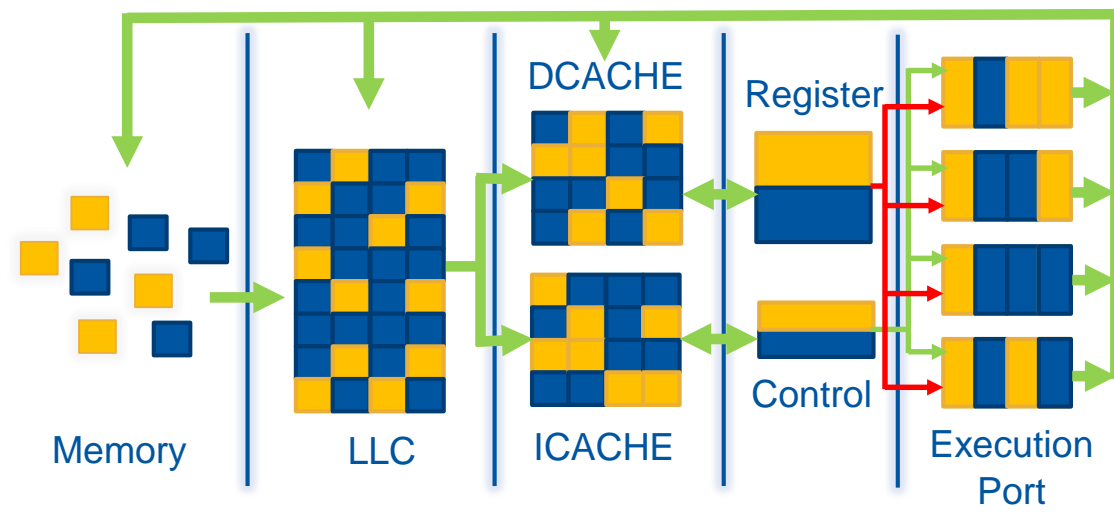 DCACHE
Register
Memory
LLC
ICACHE
Control
Execution
Port